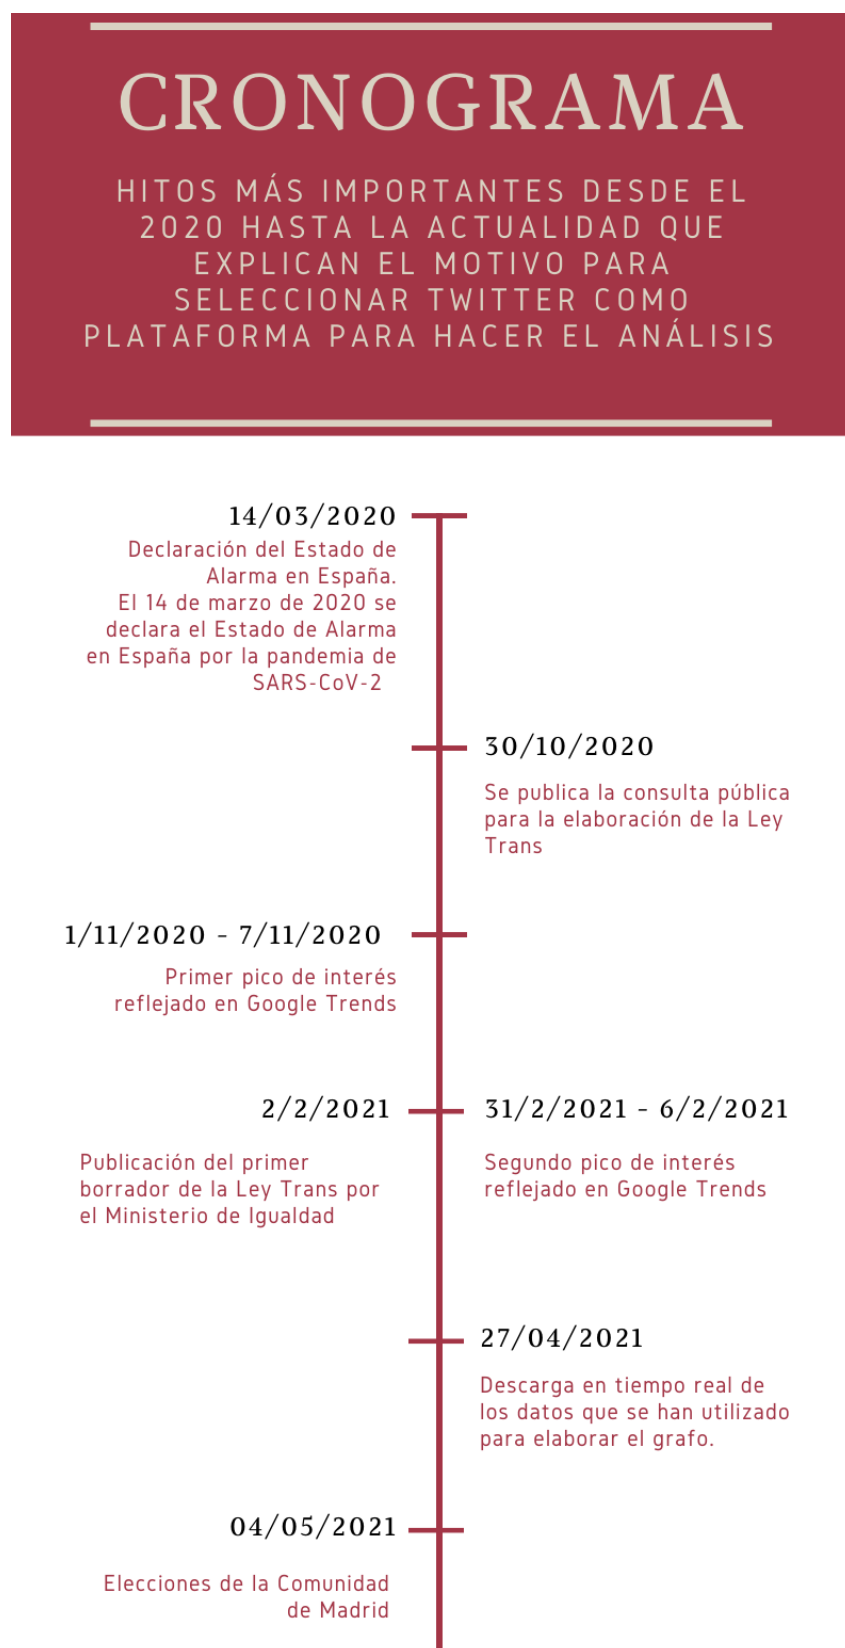 CRONOGRAMA
HITOS MÁS IMPORTANTES DESDE EL
2020 HASTA LA ACTUALIDAD QUE
EXPLICAN EL MOTIVO PARA
SELECCIONAR TWITTER COMO
PLATAFORMA PARA HACER EL ANÁLISIS
14/03/2020
Declaración del Estado de
Alarma en España.
El 14 de marzo de 2020 se
declara el Estado de Alarma
en España por la pandemia de
SARS-CoV-2
30/10/2020
Se publica la consulta pública
para la elaboración de la Ley
Trans
1/11/2020 - 7/11/2020
Primer pico de interés
reflejado en Google Trends
2/2/2021
Publicación del primer
borrador de la Ley Trans por
el Ministerio de Igualdad
31/2/2021 - 6/2/2021
Segundo pico de interés
reflejado en Google Trends
27/04/2021
Descarga en tiempo real de
los datos que se han utilizado
para elaborar el grafo.
04/05/2021
Elecciones de la Comunidad
de Madrid